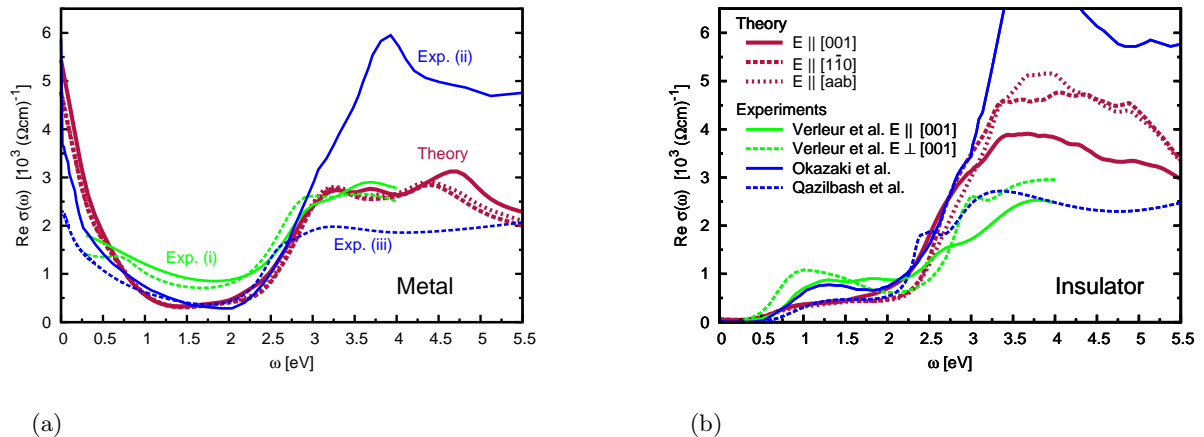 Re σ(ω) [10³ (Ωcm)⁻¹]
6
5
4
3
2
1
0
Exp. (ii)
Theory
Exp. (i)
Exp. (iii)
Metal
0 0.5 1 1.5 2 2.5 3 3.5 4 4.5 5 5.5
ω [eV]
(a)
Re σ(ω) [10³ (Ωcm)⁻¹]
6
5
4
3
2
1
0
Theory
E || [001]
E || [11̄0]
E || [aab]
Experiments
Verleur et al. E || [001]
Verleur et al. E ⊥ [001]
Okazaki et al.
Qazilbash et al.
Insulator
0 0.5 1 1.5 2 2.5 3 3.5 4 4.5 5 5.5
ω [eV]
(b)